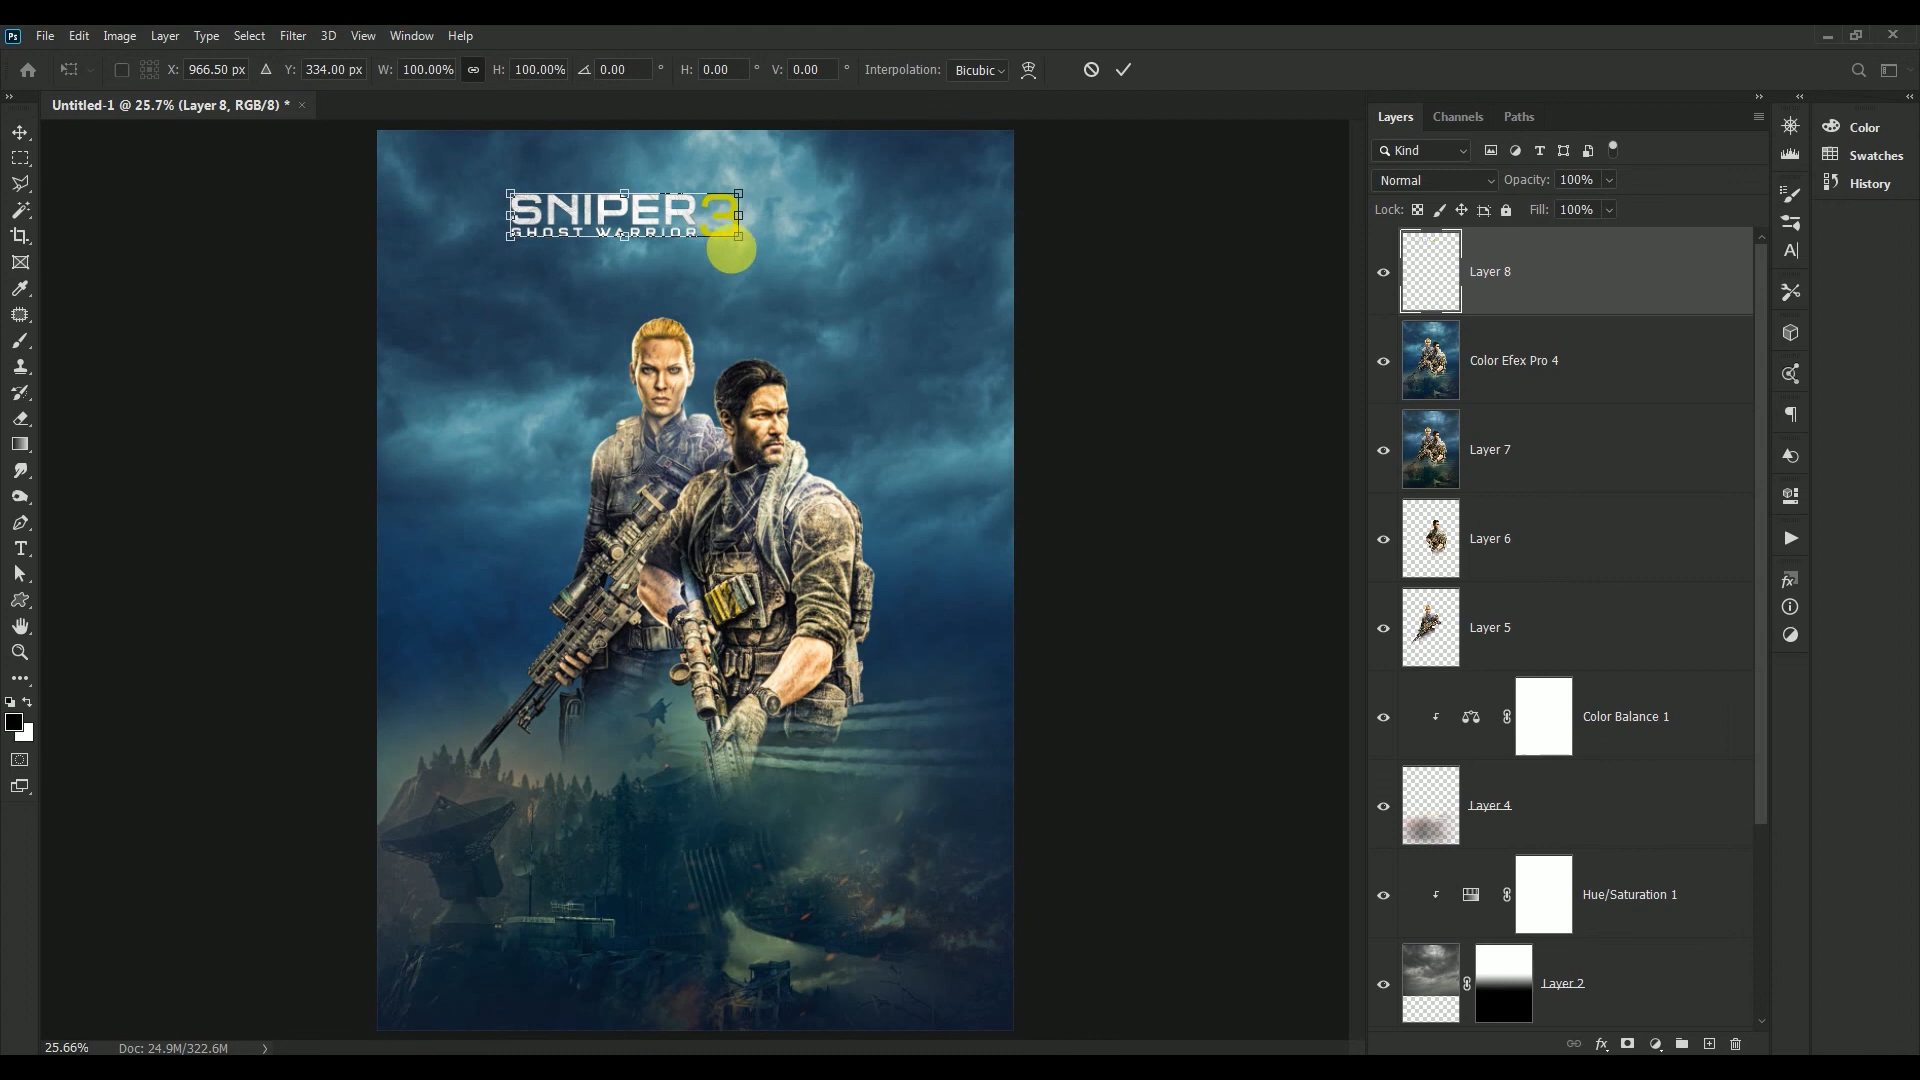 Ps File Edit Image Layer Type Select Filter 3D View Window Help
X: 966.50 px Y: 334.00 px W: 100.00% H: 100.00% 0.00 ° H: 0.00 V: 0.00 ° Interpolation: Bicubic
Untitled-1 @ 25.7% (Layer 8, RGB/8) * ×
SNIPER 3
GHOST WARRIOR
Layers Channels Paths
Kind
Normal Opacity: 100%
Lock: Fill: 100%
Layer 8
Color Efex Pro 4
Layer 7
Layer 6
Layer 5
Color Balance 1
Layer 4
Hue/Saturation 1
Layer 2
fx
Color
Swatches
History
25.66% Doc: 24.9M/322.6M